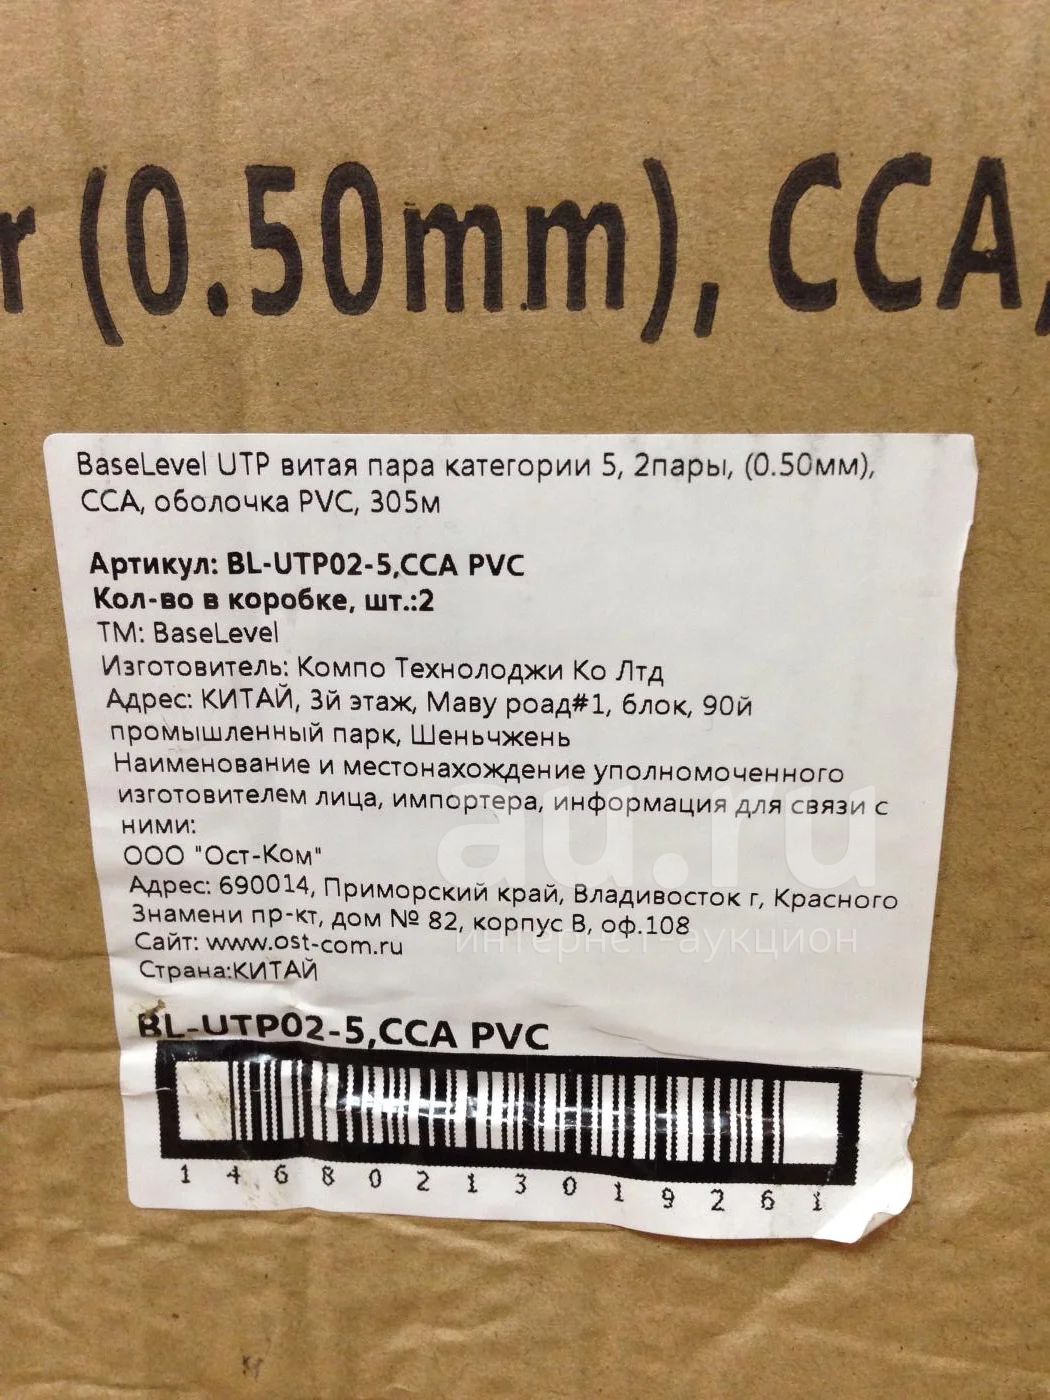 r (0.50mm), CCA,
BaseLevel UTP витая пара категории 5, 2пары, (0.50мм),
CCA, оболочка PVC, 305м
Артикул: BL-UTP02-5,CCA PVC
Кол-во в коробке, шт.:2
TM: BaseLevel
Изготовитель: Компо Технолоджи Ко Лтд
Адрес: КИТАЙ, 3й этаж, Маву роад#1, блок, 90й
промышленный парк, Шеньчжень
Наименование и местонахождение уполномоченного
изготовителем лица, импортера, информация для связи с
ними:
ООО "Ост-Ком"
Адрес: 690014, Приморский край, Владивосток г, Красного
Знамени пр-кт, дом № 82, корпус В, оф.108
Сайт: www.ost-com.ru
Страна:КИТАЙ
BL-UTP02-5,CCA PVC
1 4 6 8 0 2 1 3 0 1 9 2 6 1
au.ru
интернет-аукцион